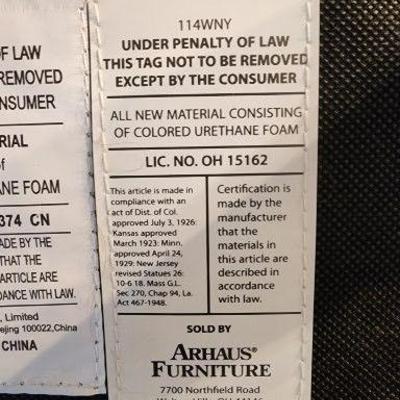 OF LAW
REMOVED
NSUMER
RIAL
of
ANE FOAM
374 CN
MADE BY THE
THAT THE
ARTICLE ARE
DANCE WITH LAW.
, Limited
eijing 100022,China
CHINA
114WNY
UNDER PENALTY OF LAW
THIS TAG NOT TO BE REMOVED
EXCEPT BY THE CONSUMER
ALL NEW MATERIAL CONSISTING
OF COLORED URETHANE FOAM
LIC. NO. OH 15162
This article is made in
compliance with an
act of Dist. of Col.
approved July 3, 1926:
Kansas approved
March 1923: Minn.
approved April 24,
1929: New Jersey
revised Statues 26:
10-6 18. Mass G.L.
Sec 270, Chap 94, La.
Act 467-1948.
Certification is
made by the
manufacturer
that the
materials in
this article are
described in
accordance
with law.
SOLD BY
ARHAUS®
FURNITURE
7700 Northfield Road